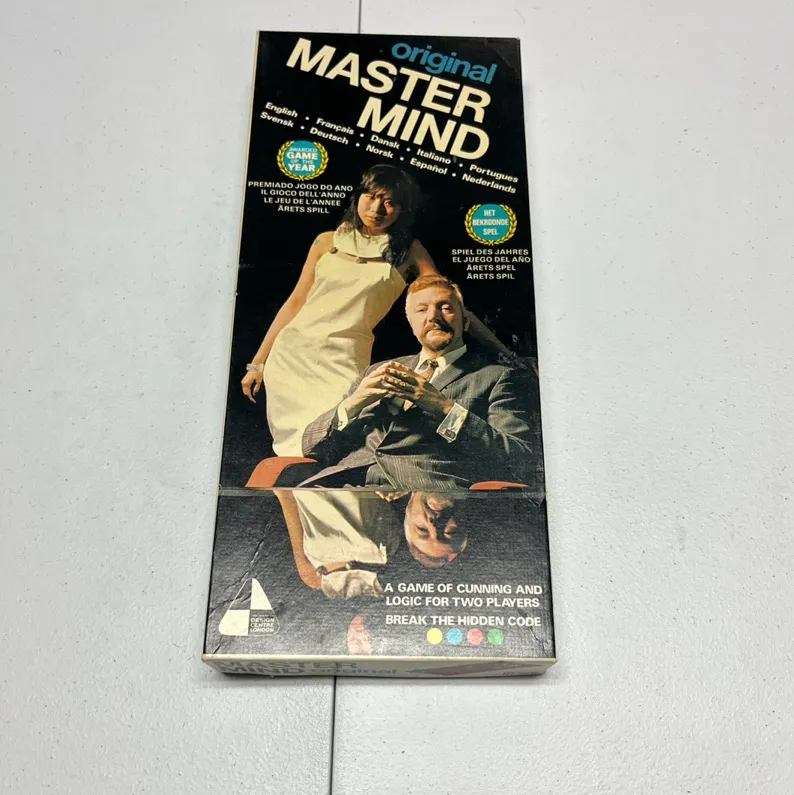 original
MASTER
MIND
English • Français • Dansk • Italiano • Portugues
Svensk • Deutsch • Norsk • Español • Nederlands
AWARDED
GAME
OF THE
YEAR
PREMIADO JOGO DO ANO
IL GIOCO DELL'ANNO
LE JEU DE L'ANNEE
ÅRETS SPILL
HET
BEKROONDE
SPEL
SPIEL DES JAHRES
EL JUEGO DEL AÑO
ÅRETS SPEL
ÅRETS SPIL
A GAME OF CUNNING AND
LOGIC FOR TWO PLAYERS
BREAK THE HIDDEN CODE
DESIGN
CENTRE
LONDON
MASTER
MIND original